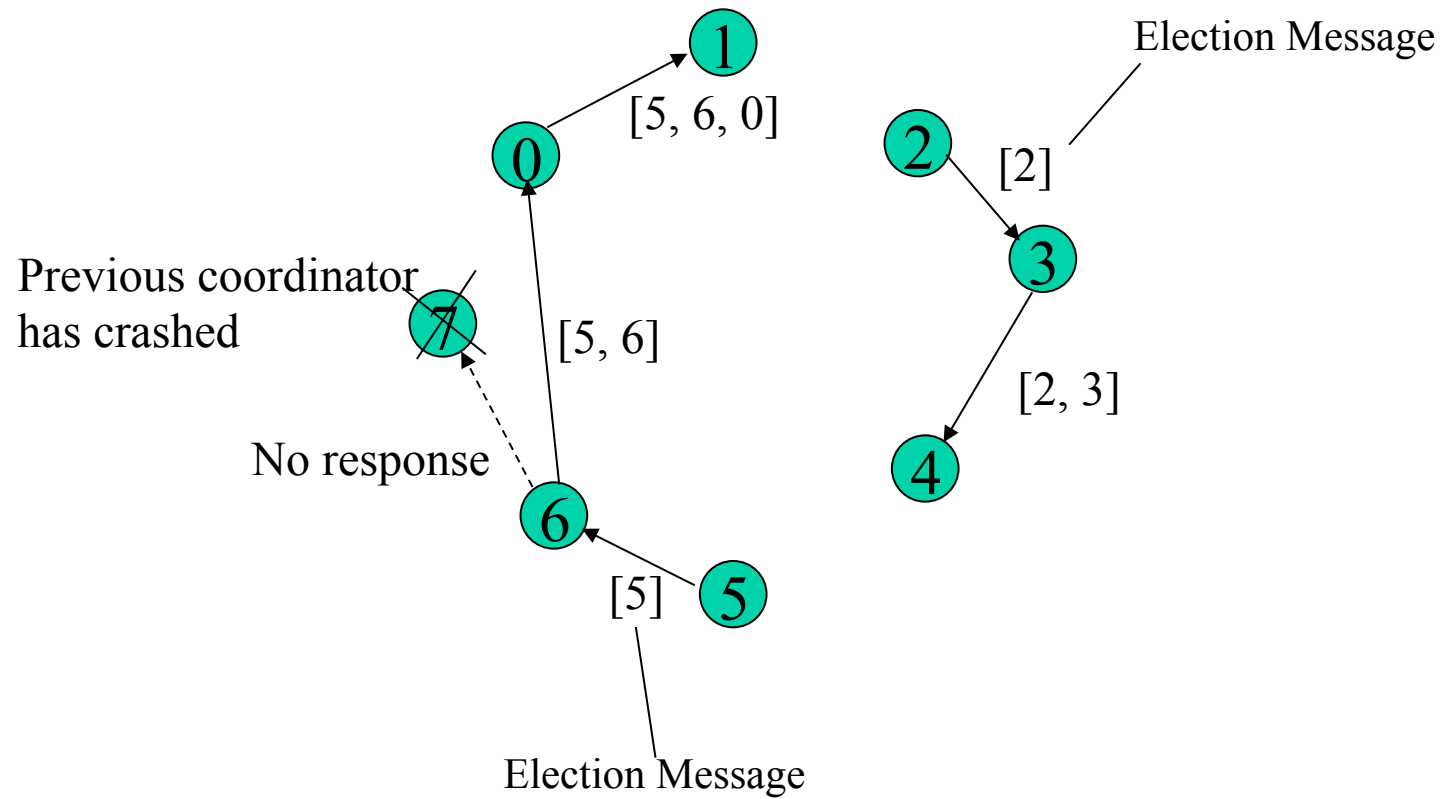 Election Message
1
[5, 6, 0]
2
[2]
0
3
Previous coordinator
has crashed
7
[5, 6]
[2, 3]
No response
4
6
[5]
5
Election Message